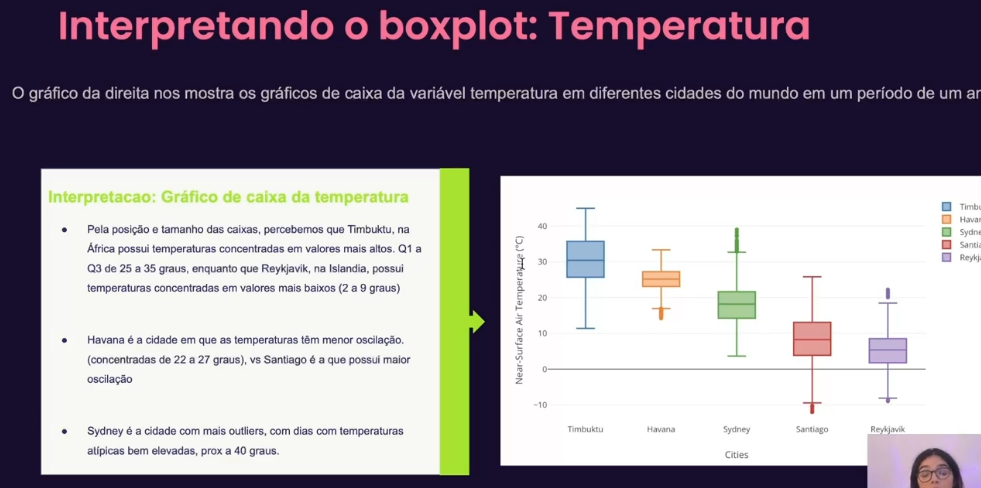 Interpretando o boxplot: Temperatura
O gráfico da direita nos mostra os gráficos de caixa da variável temperatura em diferentes cidades do mundo em um período de um
Interpretacao: Gráfico de caixa da temperatura
● Pela posição e tamanho das caixas, percebemos que Timbuktu, na
África possui temperaturas concentradas em valores mais altos. Q1 a
Q3 de 25 a 35 graus, enquanto que Reykjavik, na Islandia, possui
temperaturas concentradas em valores mais baixos (2 a 9 graus)
● Havana é a cidade em que as temperaturas têm menor oscilação.
(concentradas de 22 a 27 graus), vs Santiago é a que possui maior
oscilação
● Sydney é a cidade com mais outliers, com dias com temperaturas
atípicas bem elevadas, prox a 40 graus.
Near-Surface Air Temperature (°C)
40
30
20
10
0
−10
Timbuktu Havana Sydney Santiago Reykjavik
Cities